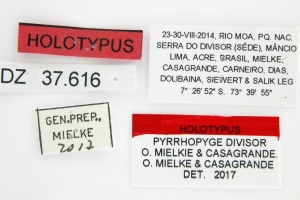 HOLOTYPUS
DZ 37.616
GEN.PREP.,
MIELKE
2012
23-30-VIII-2014, RIO MOA, PQ. NAC.
SERRA DO DIVISOR (SÉDE), MÂNCIO
LIMA, ACRE, BRASIL, MIELKE,
CASAGRANDE, CARNEIRO, DIAS,
DOLIBAINA, SIEWERT & SALIK LEG
7° 26' 52" S. 73° 39' 55"
HOLOTYPUS
PYRRHOPYGE DIVISOR
O. MIELKIE & CASAGRANDE.
O. MIELKE & CASAGRANDE
DET. 2017